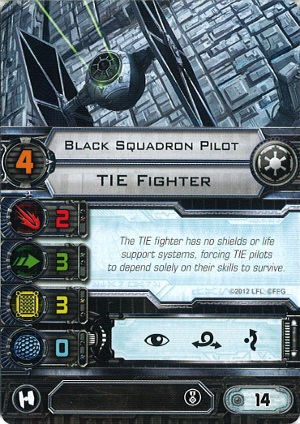 BLACK SQUADRON PILOT
4
TIE FIGHTER
2
3
The TIE fighter has no shields or life
support systems, forcing TIE pilots
to depend solely on their skills to survive.
©2012 LFL ©FFG
3
0
14